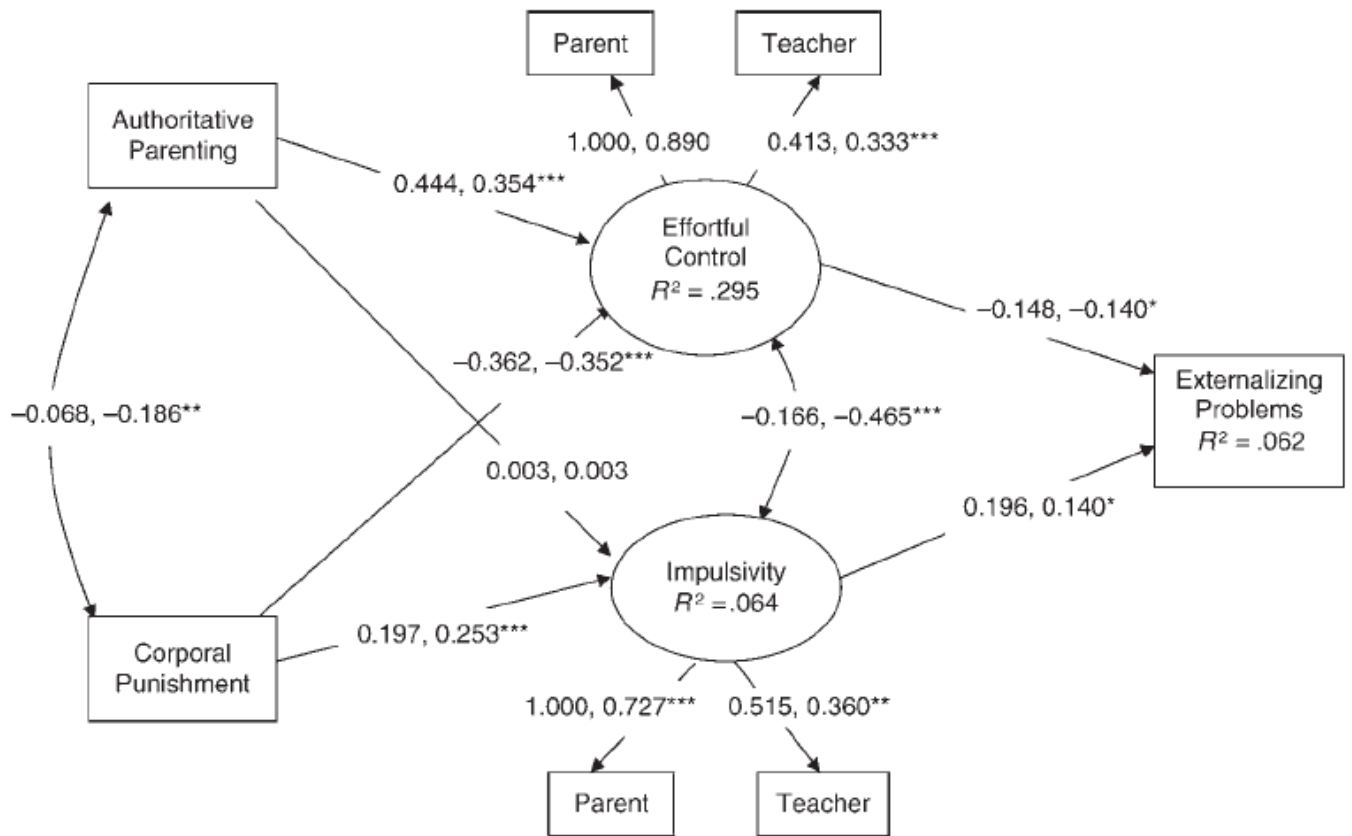 Parent
Teacher
Authoritative
Parenting
1.000, 0.890
0.413, 0.333***
0.444, 0.354***
Effortful
Control
R² = .295
–0.148, –0.140*
–0.362, –0.352***
Externalizing
Problems
R² = .062
–0.068, –0.186**
–0.166, –0.465***
0.003, 0.003
0.196, 0.140*
Impulsivity
R² =.064
0.197, 0.253***
Corporal
Punishment
1.000, 0.727***
0.515, 0.360**
Parent
Teacher